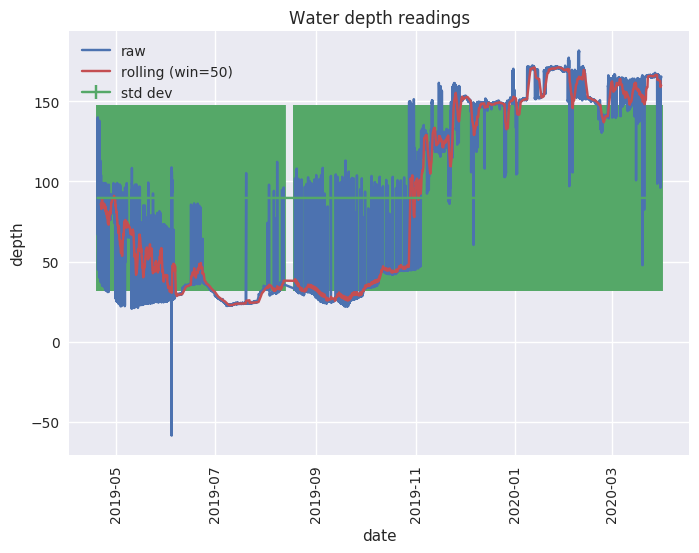 Water depth readings
raw
rolling (win=50)
std dev
150
100
50
0
−50
depth
2019-05
2019-07
2019-09
2019-11
2020-01
2020-03
date